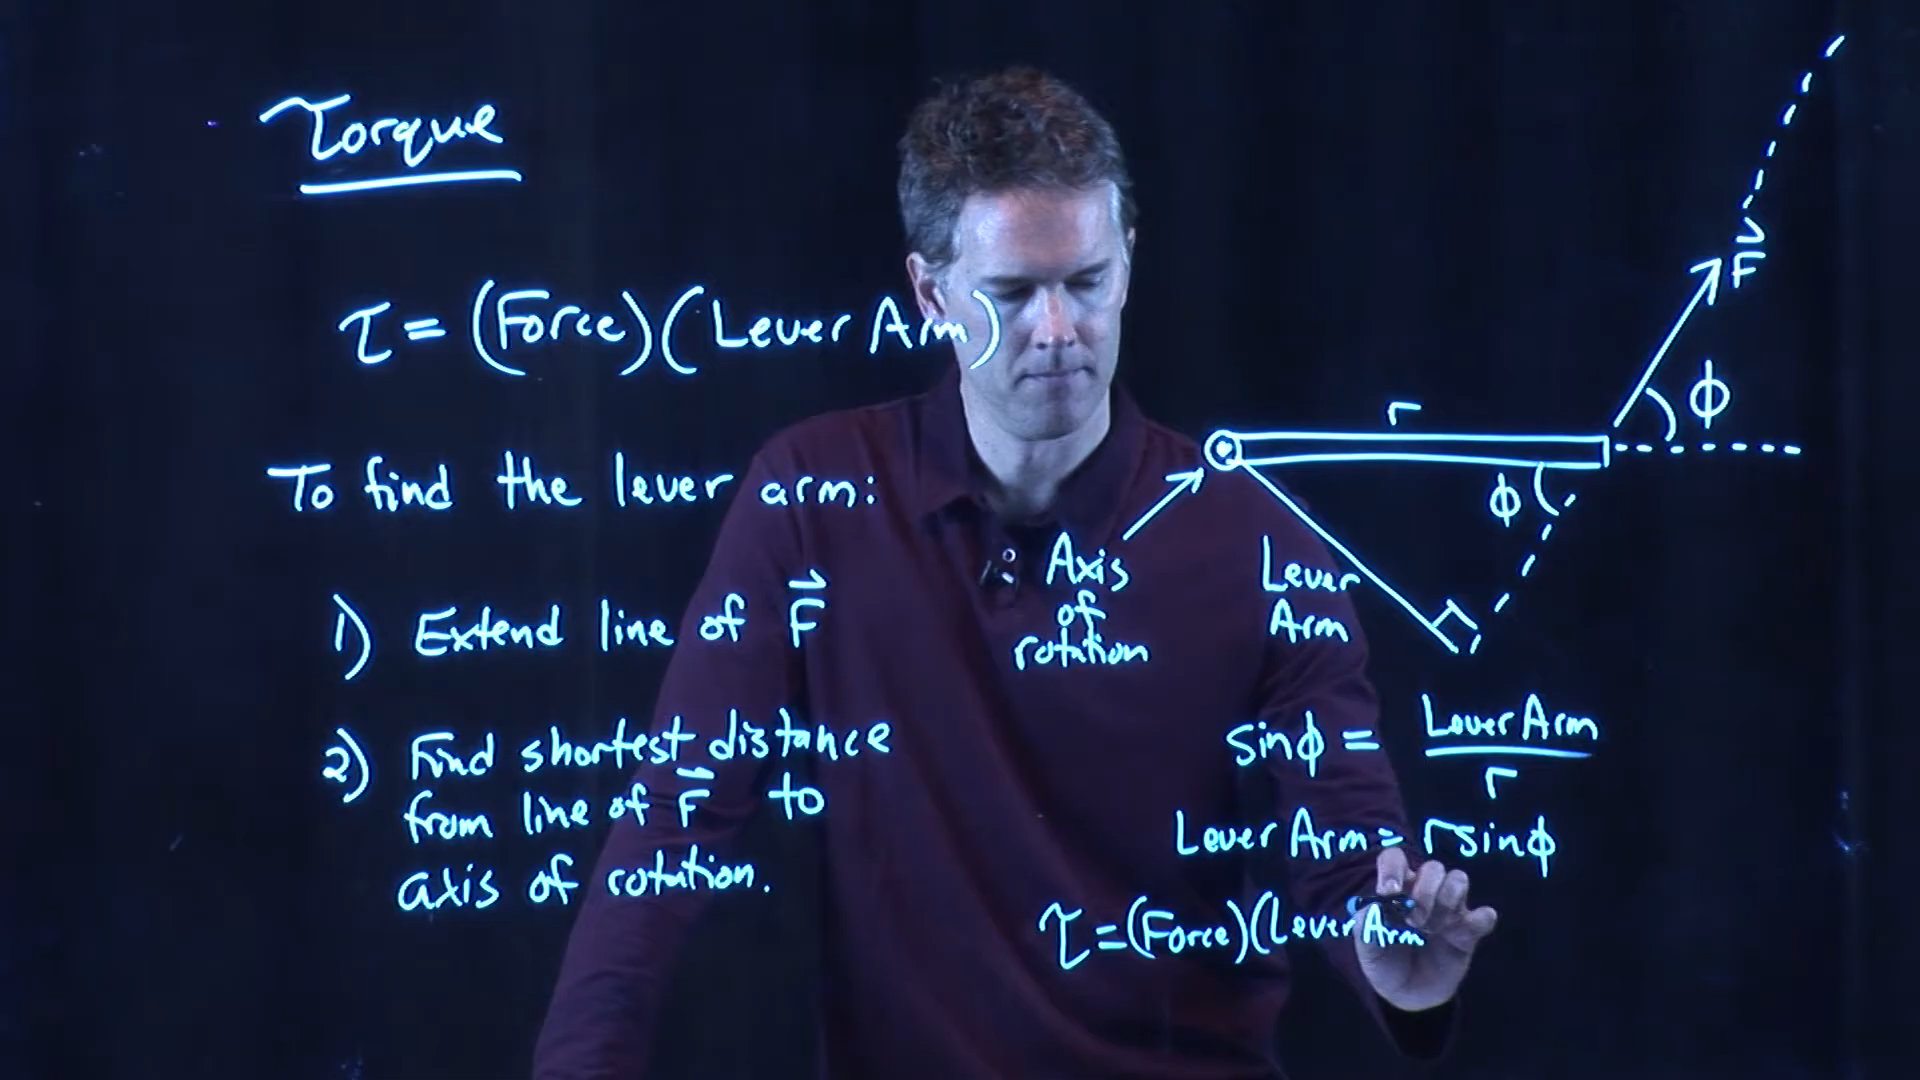 Torque
τ = (Force)(Lever Arm)
To find the lever arm:
1) Extend line of F⃗
2) Find shortest distance
from line of F⃗ to
axis of rotation.
F⃗
ϕ
r
ϕ
Axis
of
rotation
Lever
Arm
sinϕ = Lever Arm / r
Lever Arm = rsinϕ
τ = (Force)(Lever Arm